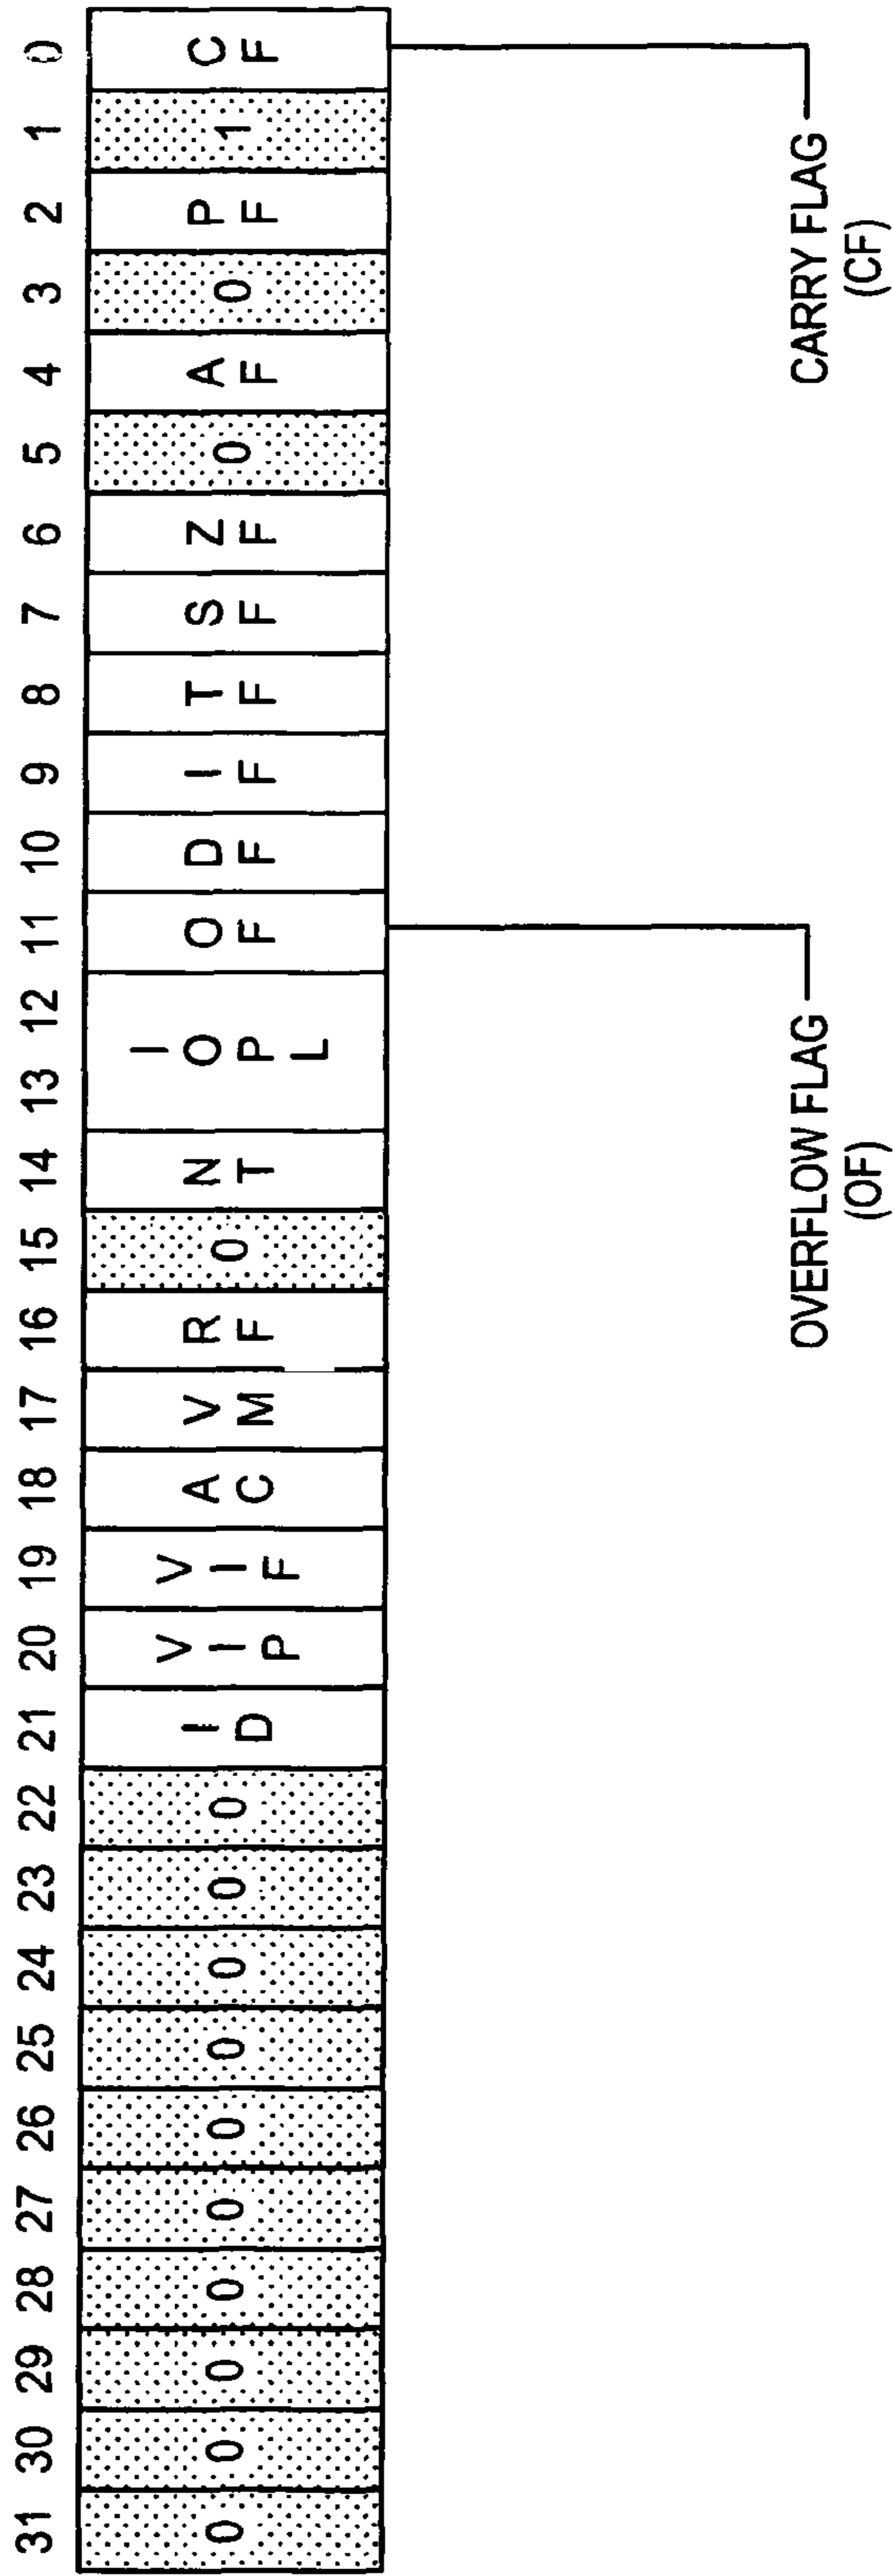 31 30 29 28 27 26 25 24 23 22 21 20 19 18 17 16 15 14 13 12 11 10 9 8 7 6 5 4 3 2 1 0
0 0 0 0 0 0 0 0 0 0 ID VIP VIF AC VM RF 0 NT IOPL OF DF IF TF SF ZF 0 AF 0 PF 1 CF
OVERFLOW FLAG
(OF)
CARRY FLAG
(CF)